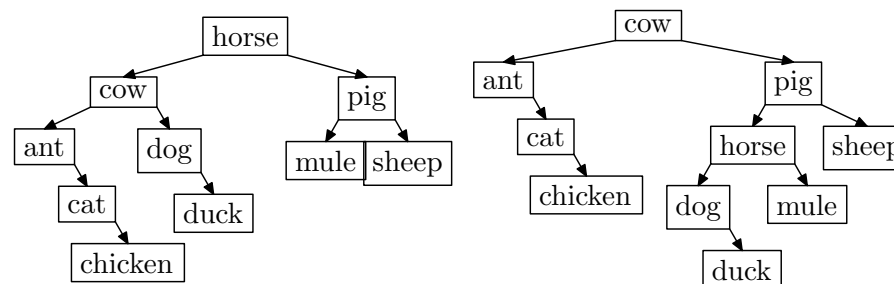 horse
cow
pig
ant
dog
mule
sheep
cat
duck
chicken
cow
ant
pig
cat
horse
sheep
chicken
dog
mule
duck